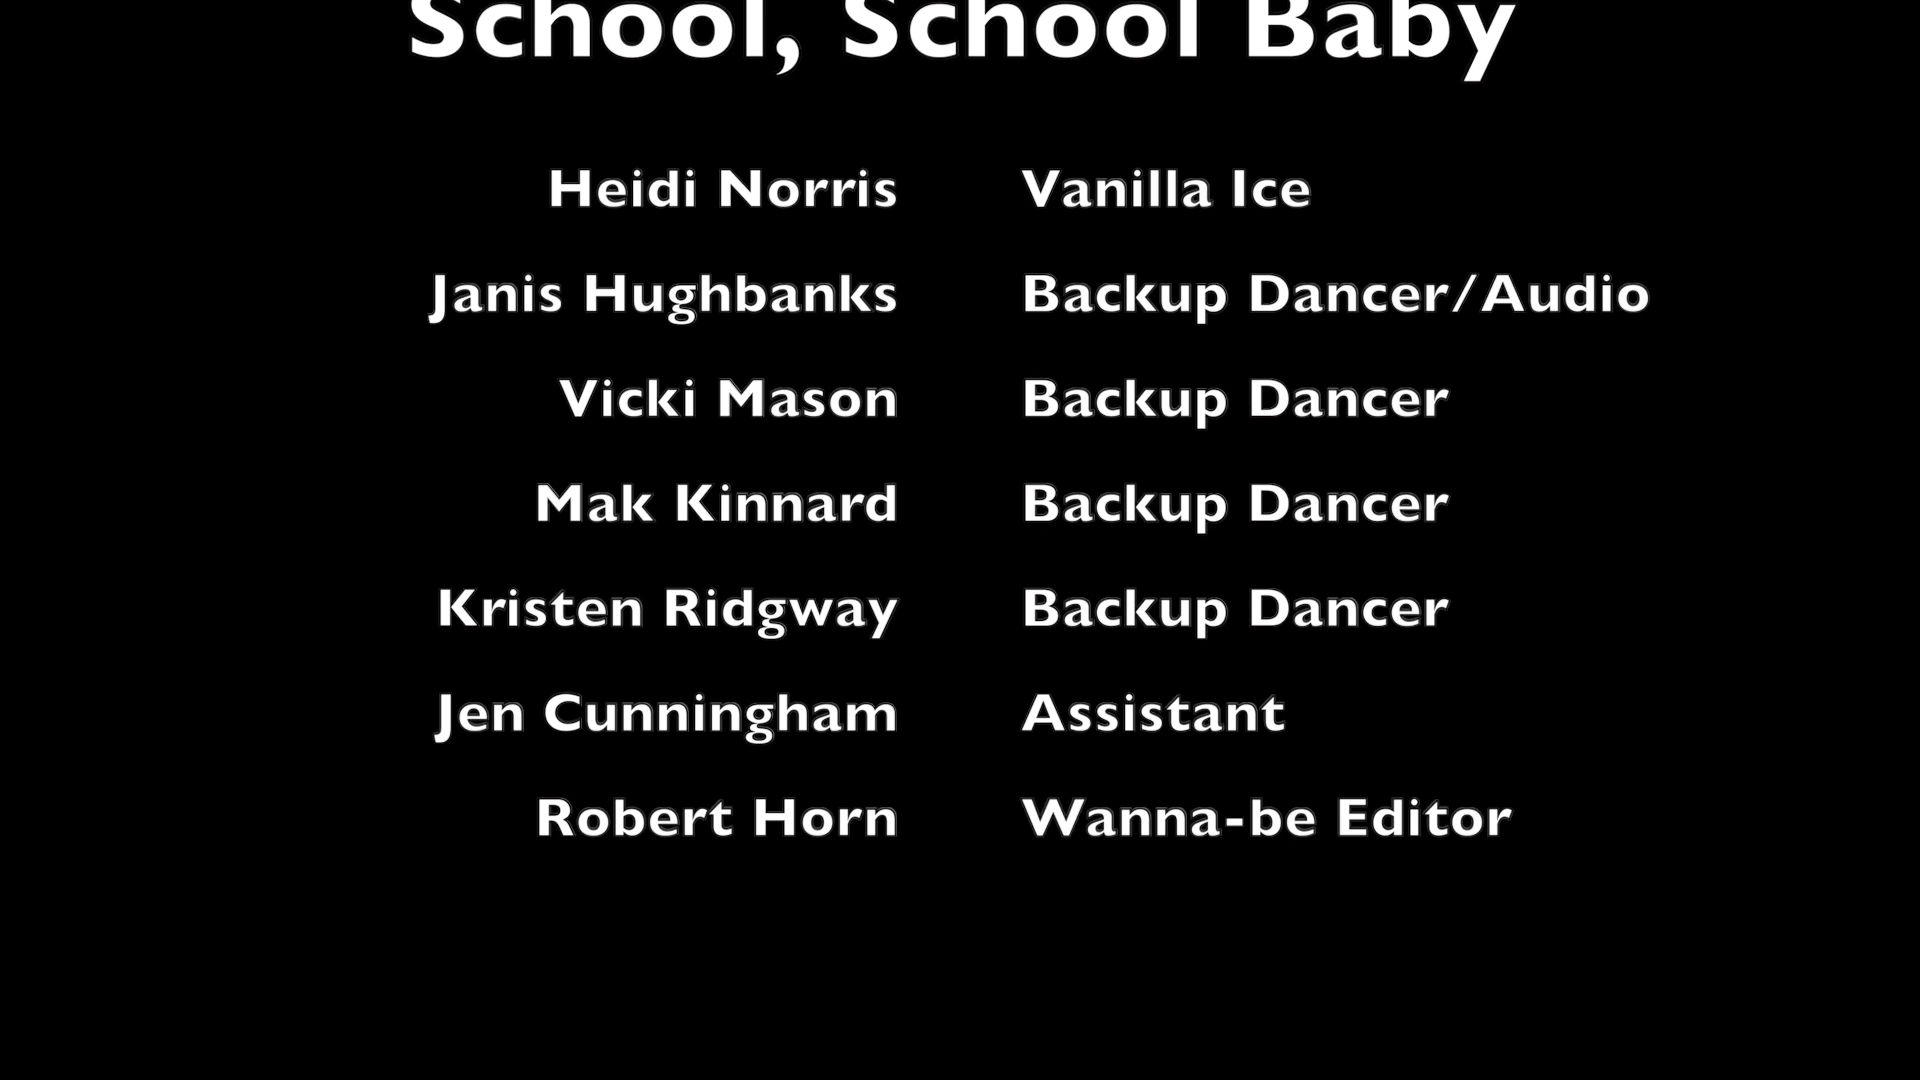 School, School Baby
Heidi Norris Vanilla Ice
Janis Hughbanks Backup Dancer/Audio
Vicki Mason Backup Dancer
Mak Kinnard Backup Dancer
Kristen Ridgway Backup Dancer
Jen Cunningham Assistant
Robert Horn Wanna-be Editor